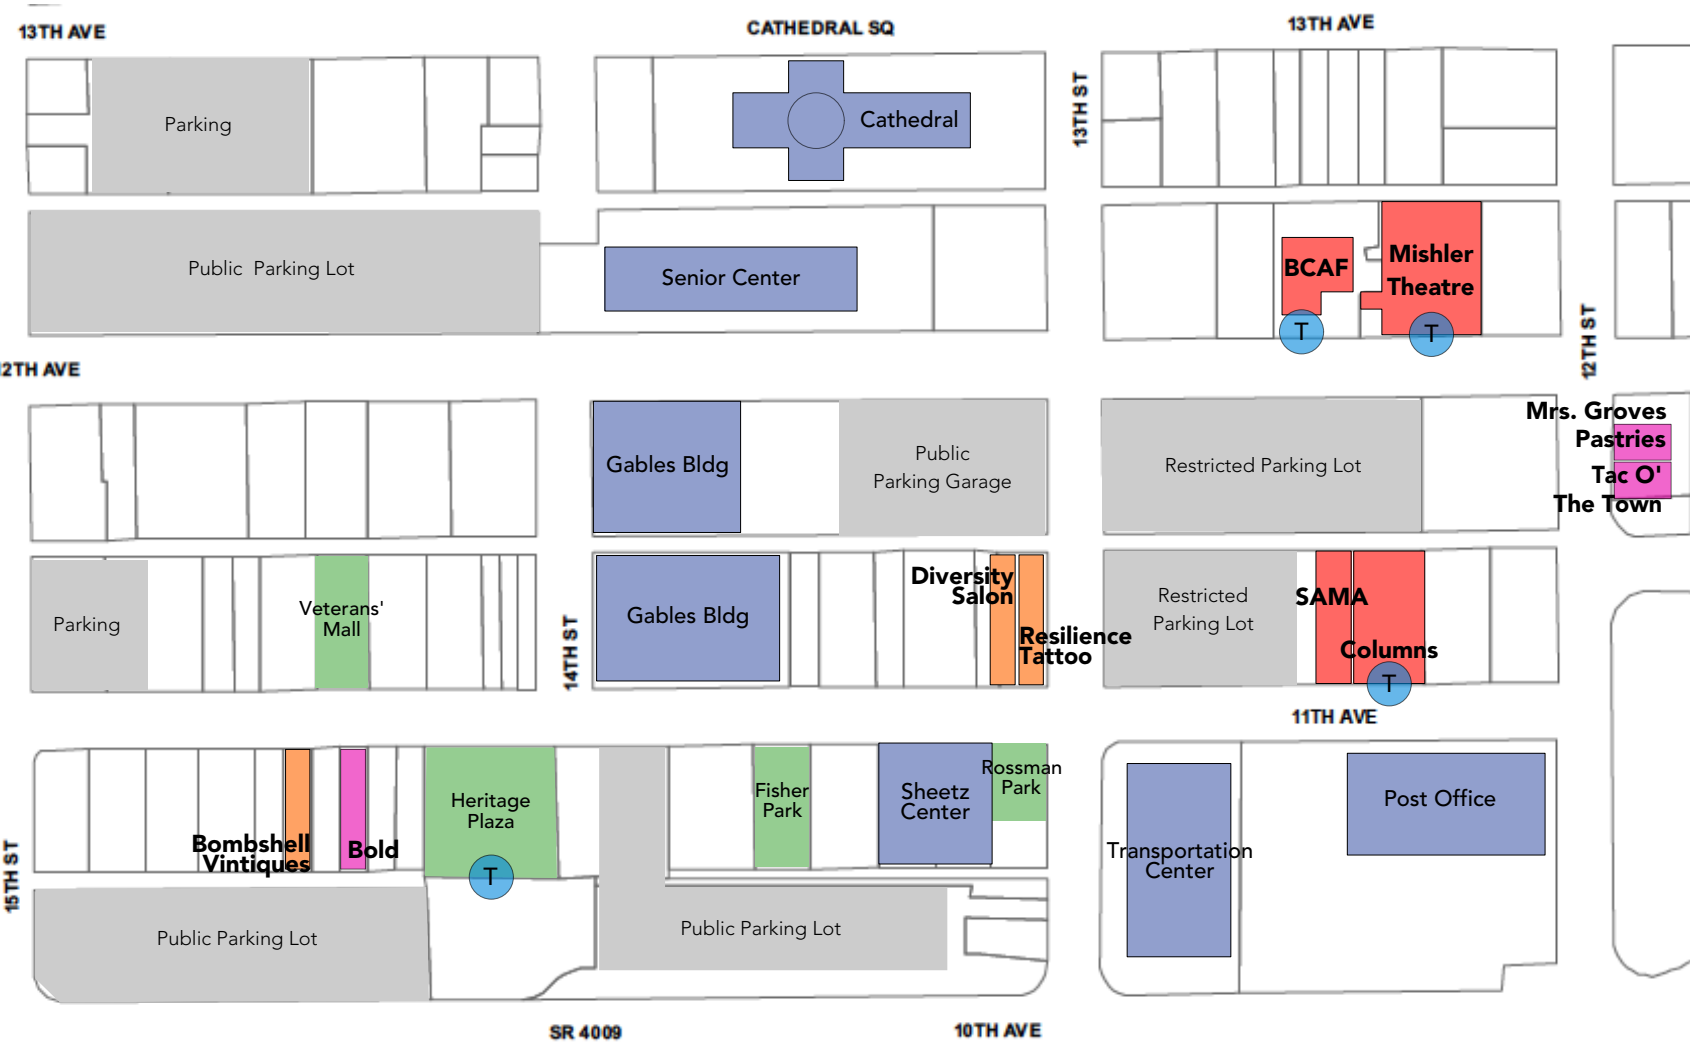 13TH AVE
CATHEDRAL SQ
13TH AVE
13TH ST
Parking
Cathedral
Public Parking Lot
Senior Center
BCAF
Mishler
Theatre
T
T
12TH ST
2TH AVE
Gables Bldg
Public
Parking Garage
Restricted Parking Lot
Mrs. Groves
Pastries
Tac O'
The Town
Parking
Veterans'
Mall
14TH ST
Gables Bldg
Diversity
Salon
Resilience
Tattoo
Restricted
Parking Lot
SAMA
Columns
T
11TH AVE
15TH ST
Bombshell
Vintiques
Bold
Heritage
Plaza
T
Fisher
Park
Sheetz
Center
Rossman
Park
Transportation
Center
Post Office
Public Parking Lot
Public Parking Lot
SR 4009
10TH AVE